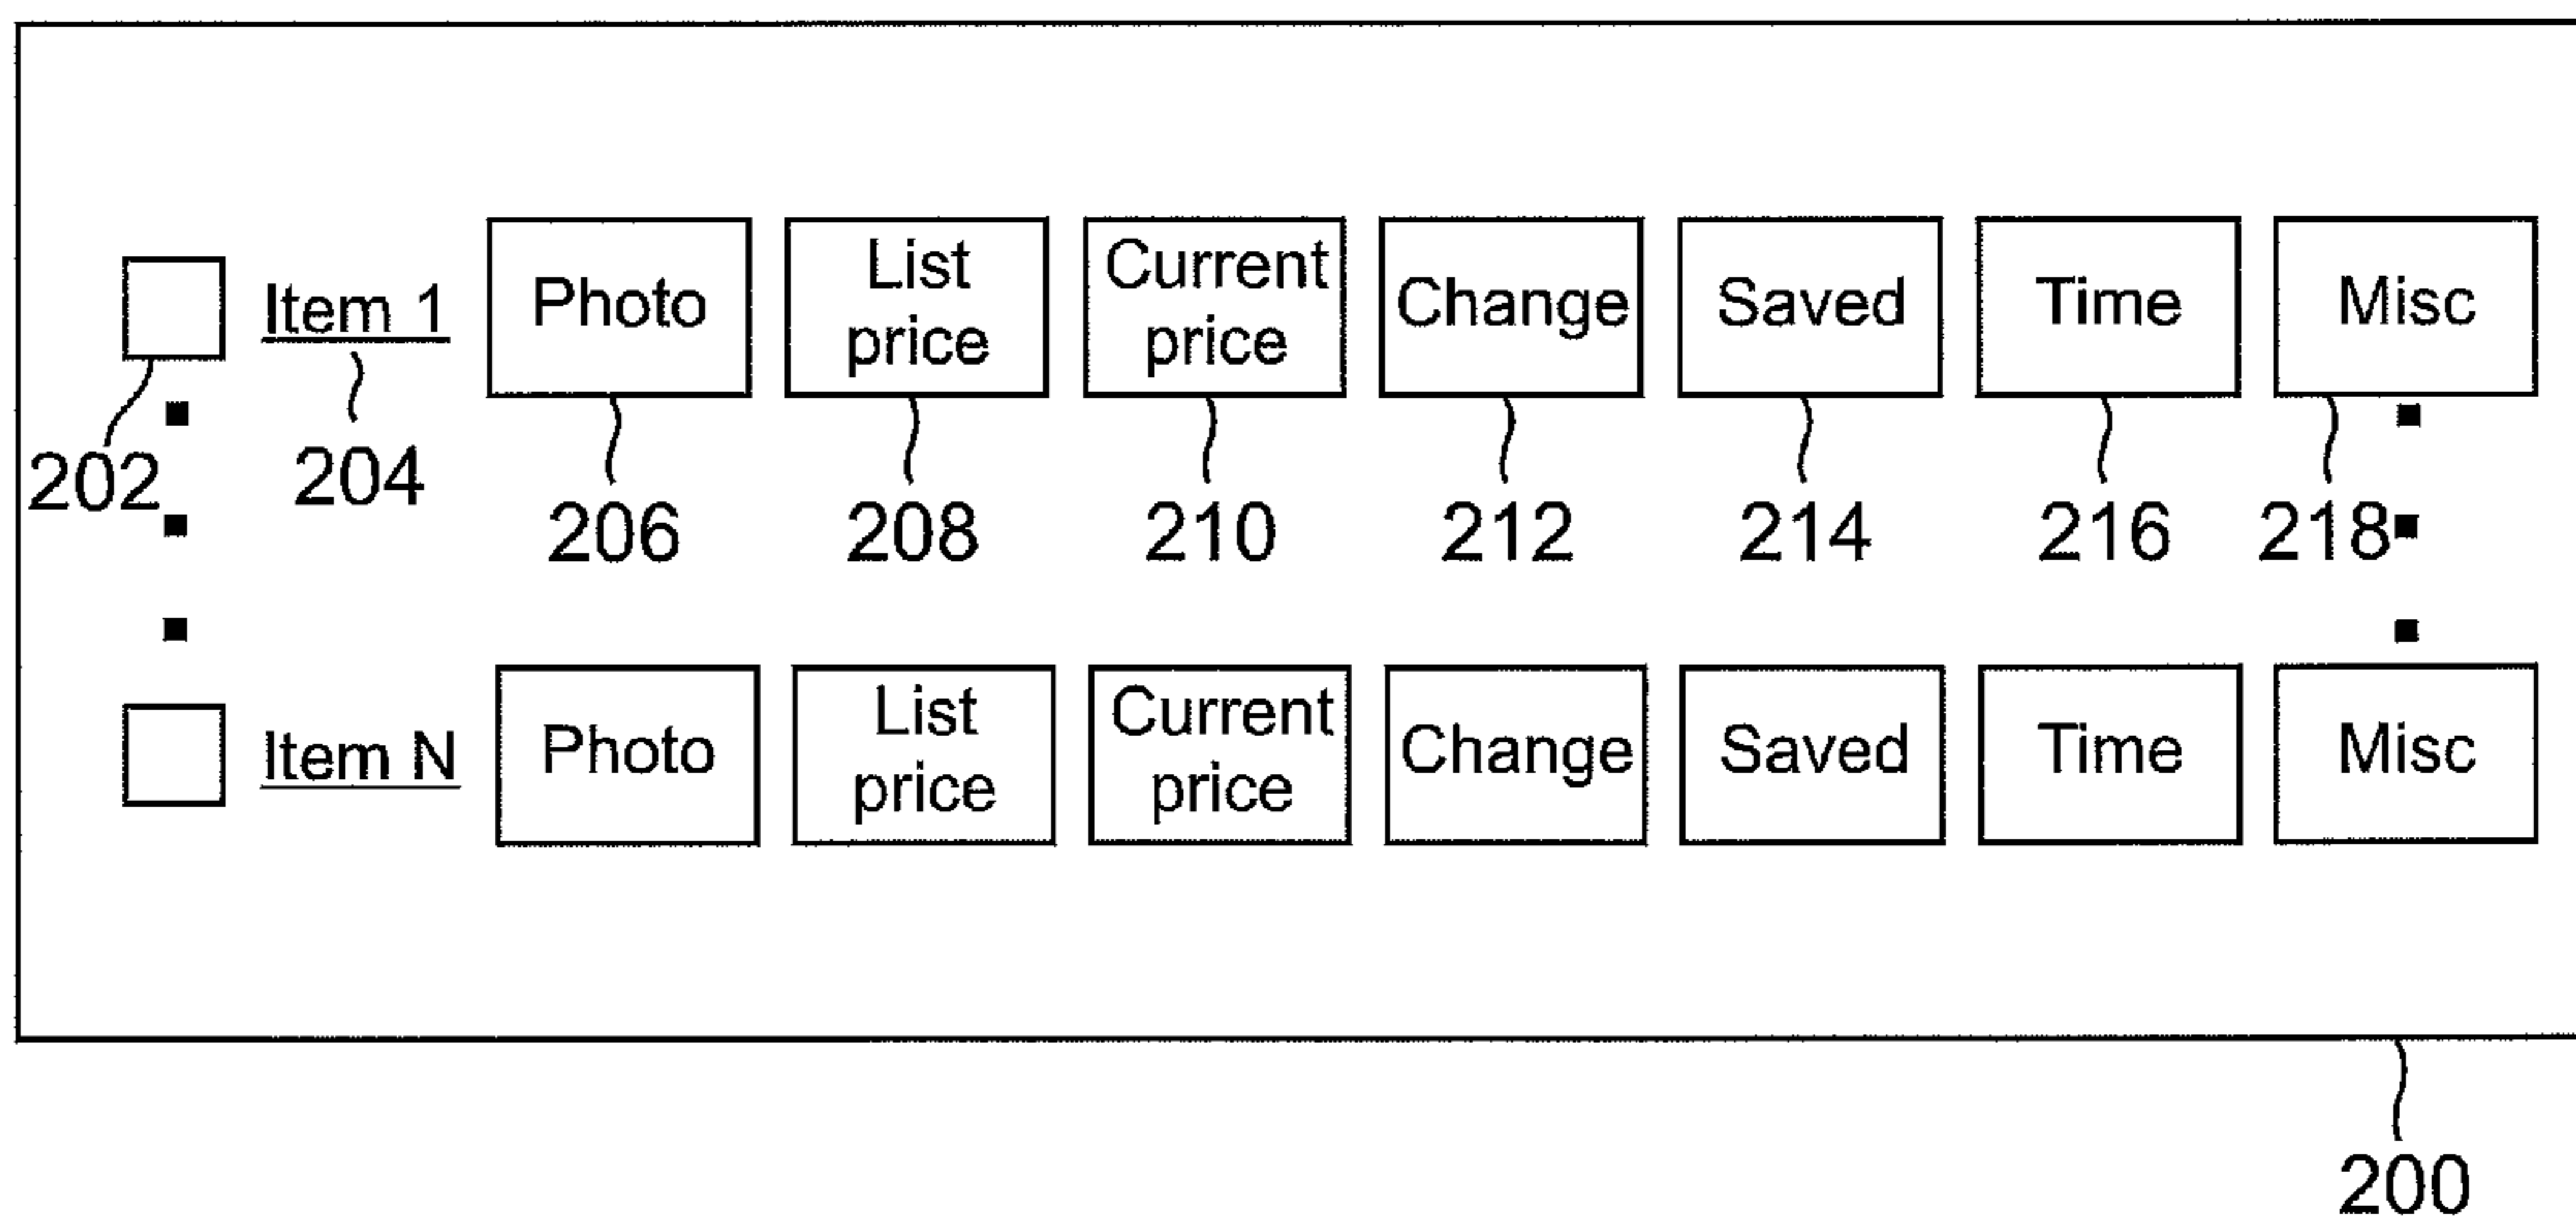 Item 1 Photo List price Current price Change Saved Time Misc
202 204 206 208 210 212 214 216 218
Item N Photo List price Current price Change Saved Time Misc
200